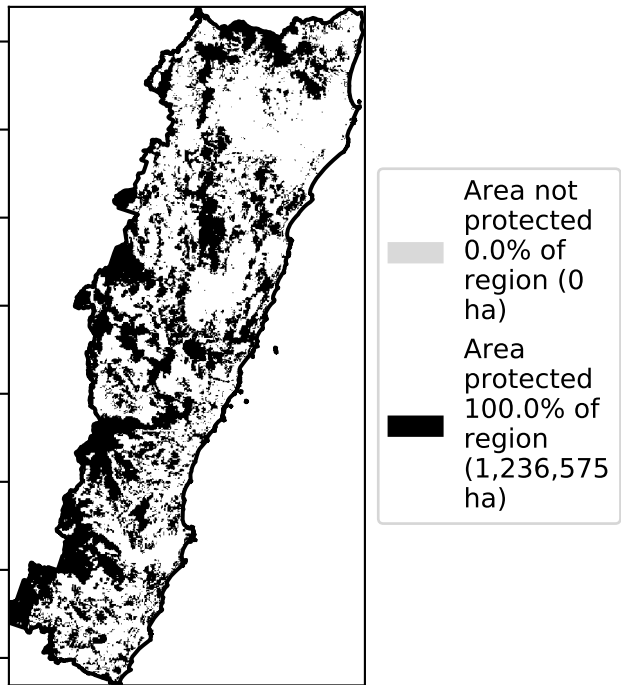 Area not
protected
0.0% of
region (0
ha)
Area
protected
100.0% of
region
(1,236,575
ha)